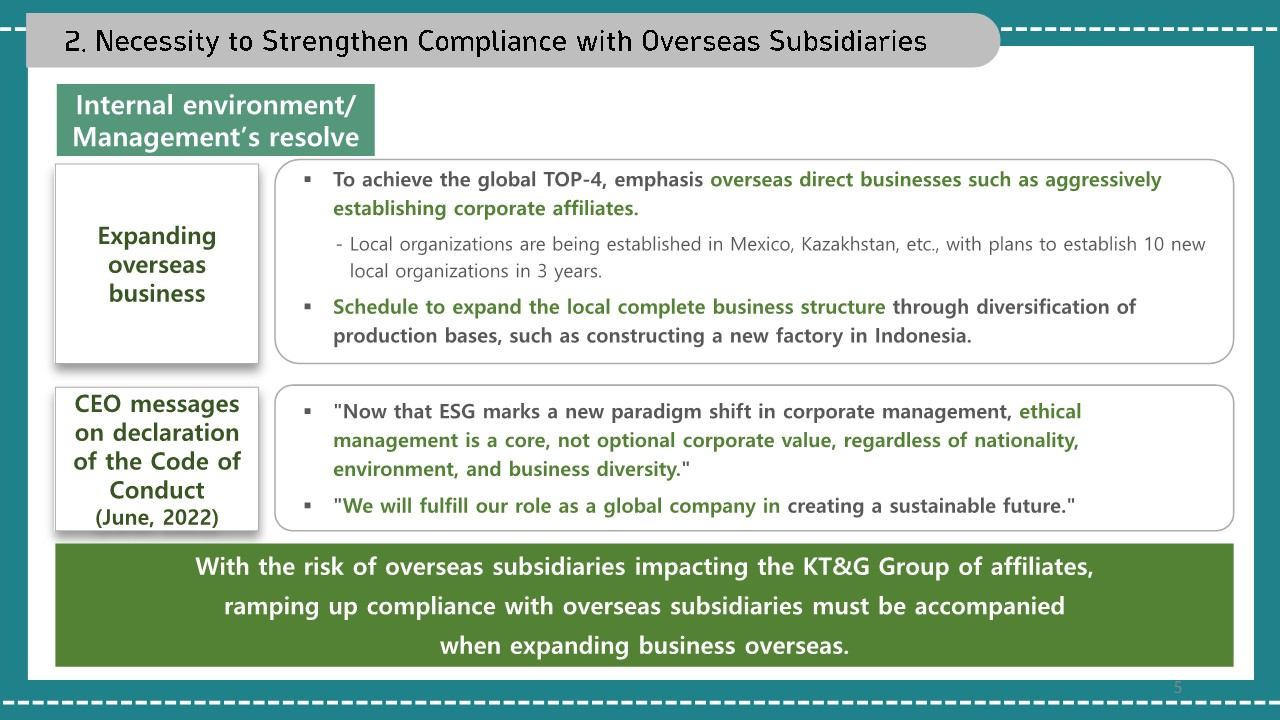 2. Necessity to Strengthen Compliance with Overseas Subsidiaries
Internal environment/
Management's resolve
Expanding
overseas
business
▪ To achieve the global TOP-4, emphasis overseas direct businesses such as aggressively
establishing corporate affiliates.
- Local organizations are being established in Mexico, Kazakhstan, etc., with plans to establish 10 new
local organizations in 3 years.
▪ Schedule to expand the local complete business structure through diversification of
production bases, such as constructing a new factory in Indonesia.
CEO messages
on declaration
of the Code of
Conduct
(June, 2022)
▪ "Now that ESG marks a new paradigm shift in corporate management, ethical
management is a core, not optional corporate value, regardless of nationality,
environment, and business diversity."
▪ "We will fulfill our role as a global company in creating a sustainable future."
With the risk of overseas subsidiaries impacting the KT&G Group of affiliates,
ramping up compliance with overseas subsidiaries must be accompanied
when expanding business overseas.
5